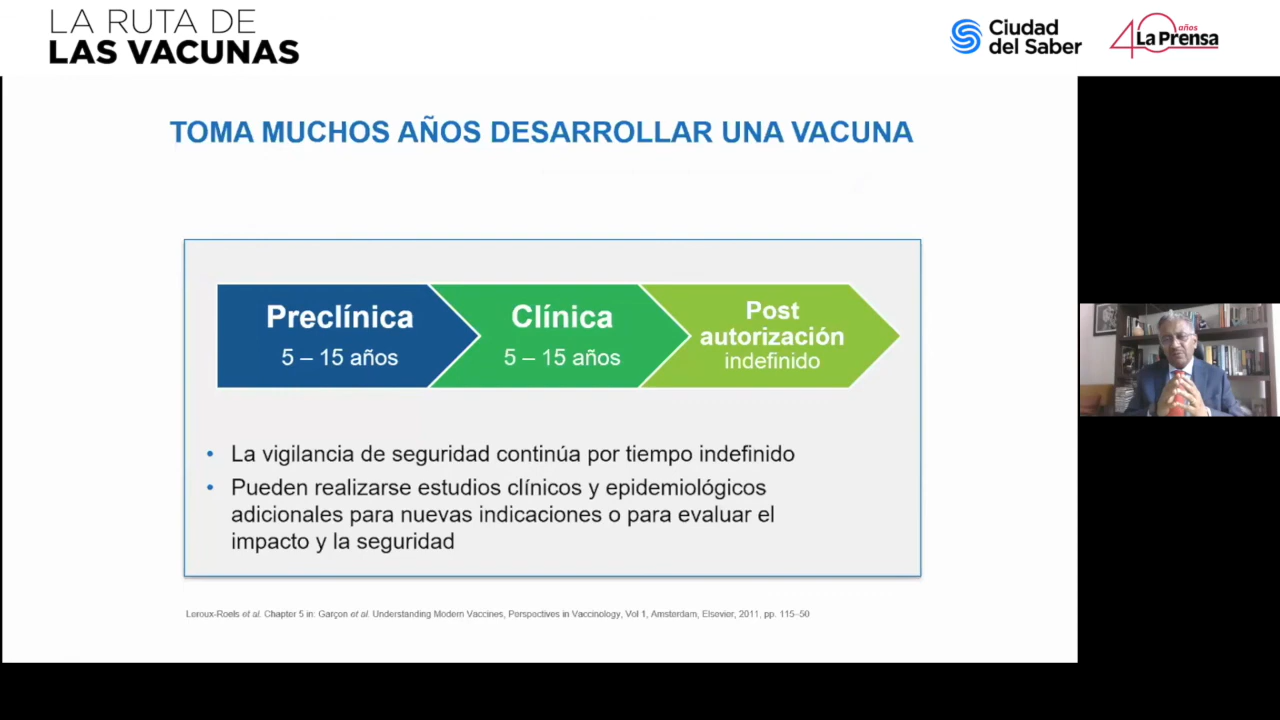 LA RUTA DE
LAS VACUNAS
Ciudad
del Saber
40 años
La Prensa
TOMA MUCHOS AÑOS DESARROLLAR UNA VACUNA
Preclínica
5 – 15 años
Clínica
5 – 15 años
Post
autorización
indefinido
• La vigilancia de seguridad continúa por tiempo indefinido
• Pueden realizarse estudios clínicos y epidemiológicos
adicionales para nuevas indicaciones o para evaluar el
impacto y la seguridad
Leroux-Roels et al. Chapter 5 in: Garçon et al. Understanding Modern Vaccines, Perspectives in Vaccinology, Vol 1, Amsterdam, Elsevier, 2011, pp. 115–50